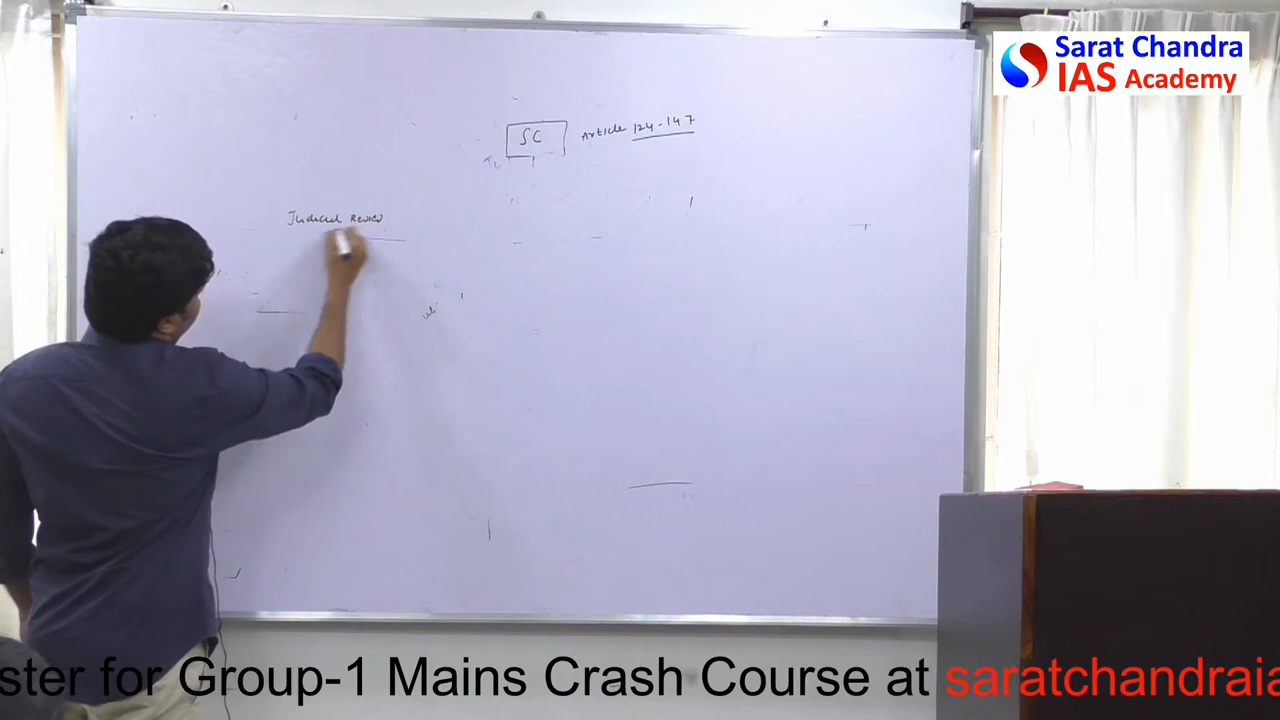 Sarat Chandra
IAS Academy
SC Article 124-147
Judicial Review
ster for Group-1 Mains Crash Course at saratchandraia